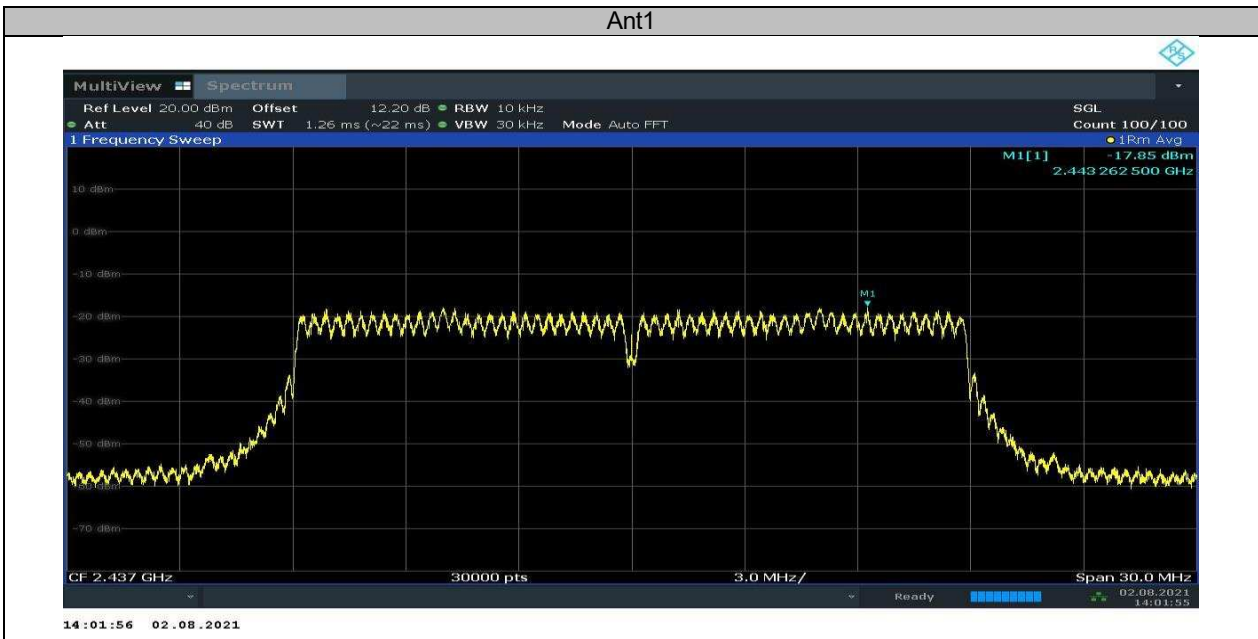 Ant1
R S
MultiView Spectrum
Ref Level 20.00 dBm Offset 12.20 dB RBW 10 kHz SGL
Att 40 dB SWT 1.26 ms (~22 ms) VBW 30 kHz Mode Auto FFT Count 100/100
1 Frequency Sweep 1Rm Avg
M1[1] -17.85 dBm
2.443 262 500 GHz
10 dBm
0 dBm
-10 dBm
M1
-20 dBm
-30 dBm
-40 dBm
-50 dBm
-60 dBm
-70 dBm
CF 2.437 GHz 30000 pts 3.0 MHz/ Span 30.0 MHz
Ready 02.08.2021
14:01:55
14:01:56 02.08.2021